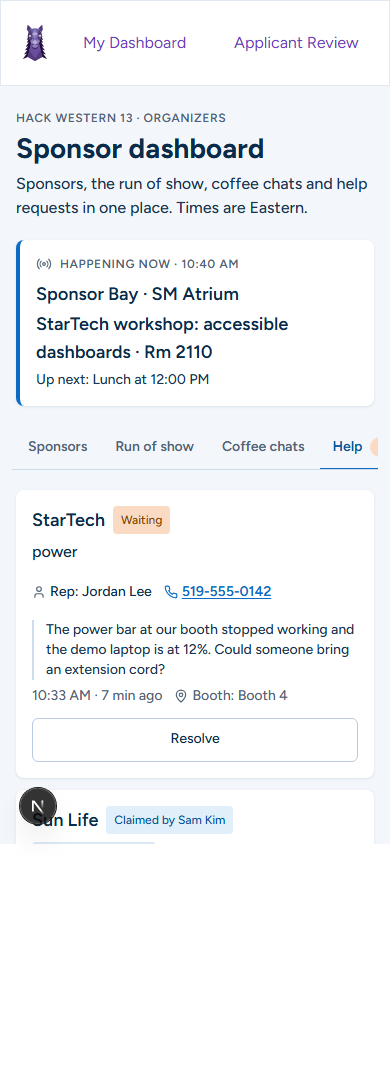 My Dashboard
Applicant Review
HACK WESTERN 13 · ORGANIZERS
Sponsor dashboard
Sponsors, the run of show, coffee chats and help
requests in one place. Times are Eastern.
HAPPENING NOW · 10:40 AM
Sponsor Bay · SM Atrium
StarTech workshop: accessible
dashboards · Rm 2110
Up next: Lunch at 12:00 PM
Sponsors
Run of show
Coffee chats
Help
StarTech
Waiting
power
Rep: Jordan Lee
519-555-0142
The power bar at our booth stopped working and
the demo laptop is at 12%. Could someone bring
an extension cord?
10:33 AM · 7 min ago
Booth: Booth 4
Resolve
N
Sun Life
Claimed by Sam Kim